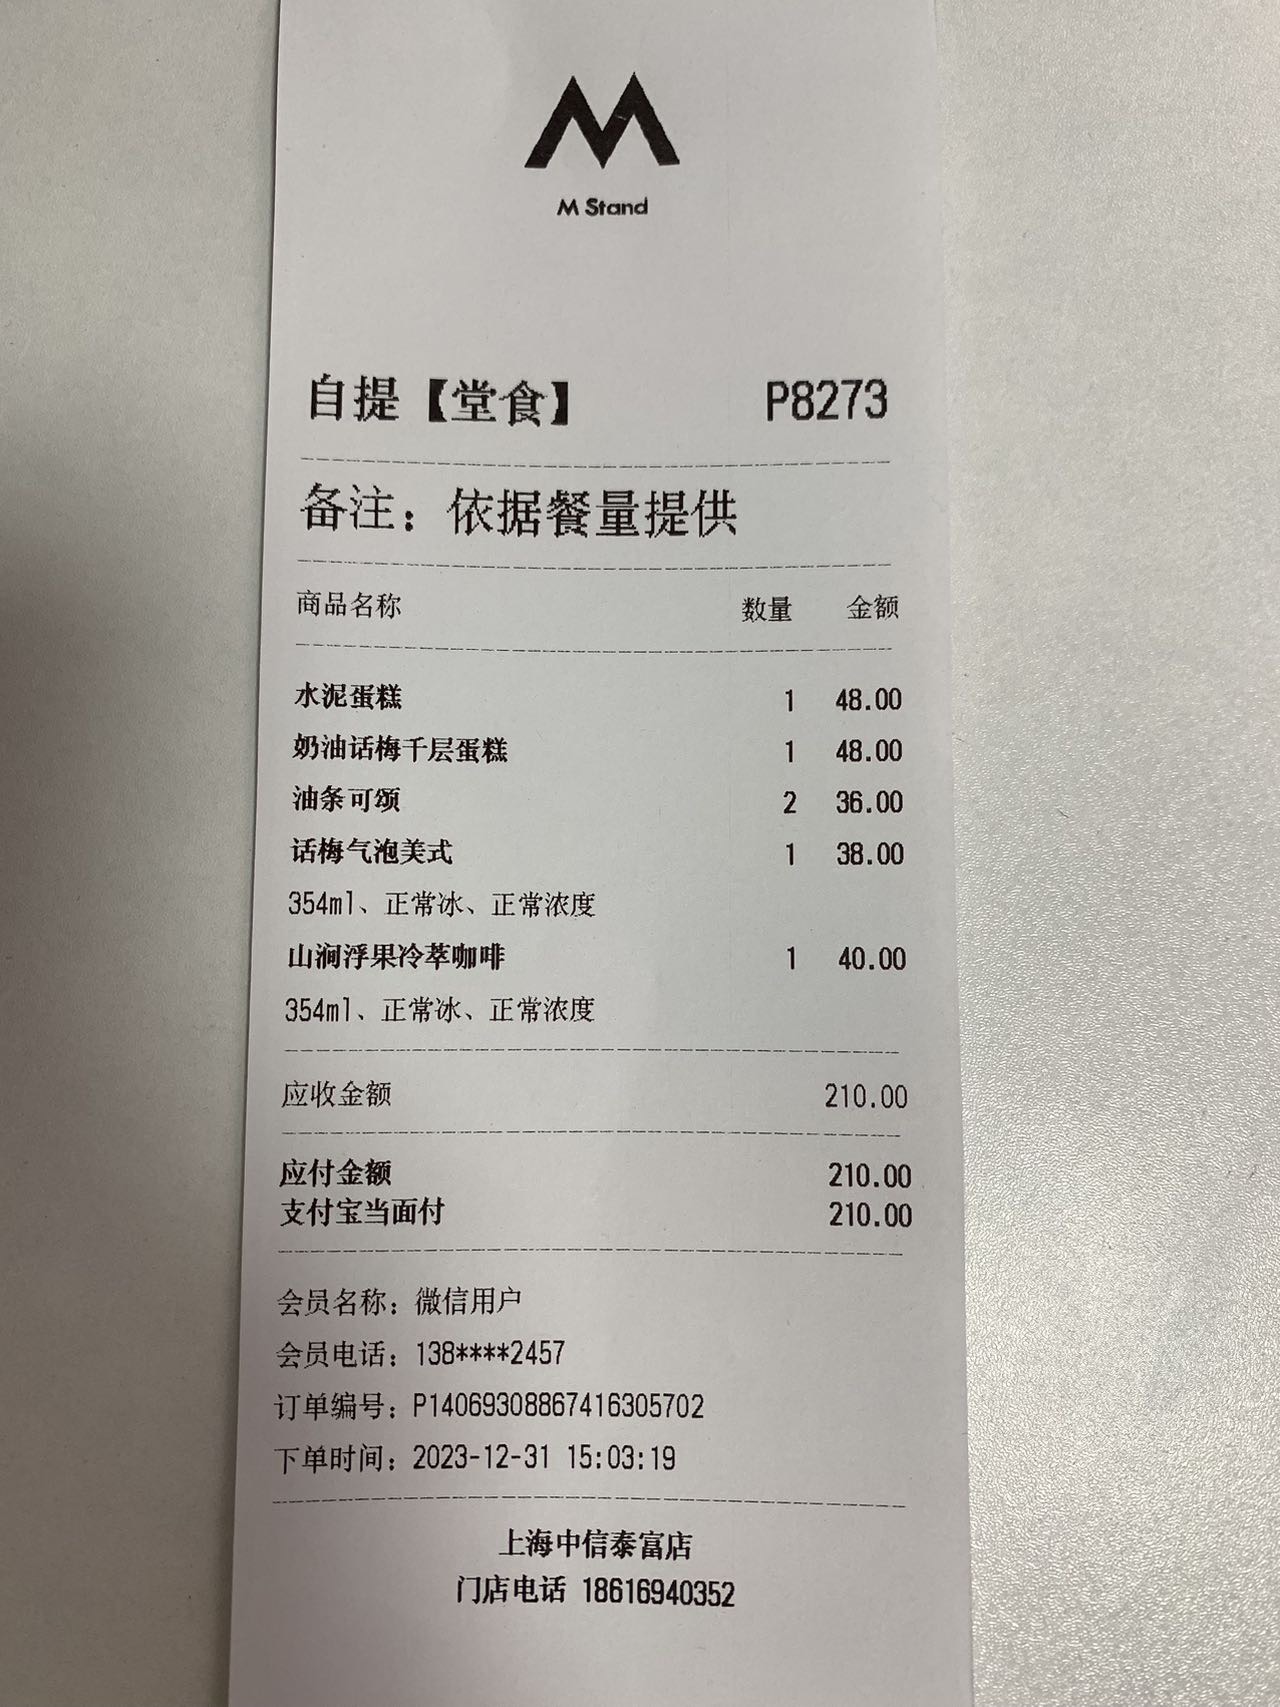 M Stand
自提【堂食】 P8273
备注：依据餐量提供
商品名称 数量 金额
水泥蛋糕 1 48.00
奶油话梅千层蛋糕 1 48.00
油条可颂 2 36.00
话梅气泡美式 1 38.00
354ml、正常冰、正常浓度
山涧浮果冷萃咖啡 1 40.00
354ml、正常冰、正常浓度
应收金额 210.00
应付金额 210.00
支付宝当面付 210.00
会员名称：微信用户
会员电话：138****2457
订单编号：P14069308867416305702
下单时间：2023-12-31 15:03:19
上海中信泰富店
门店电话 18616940352